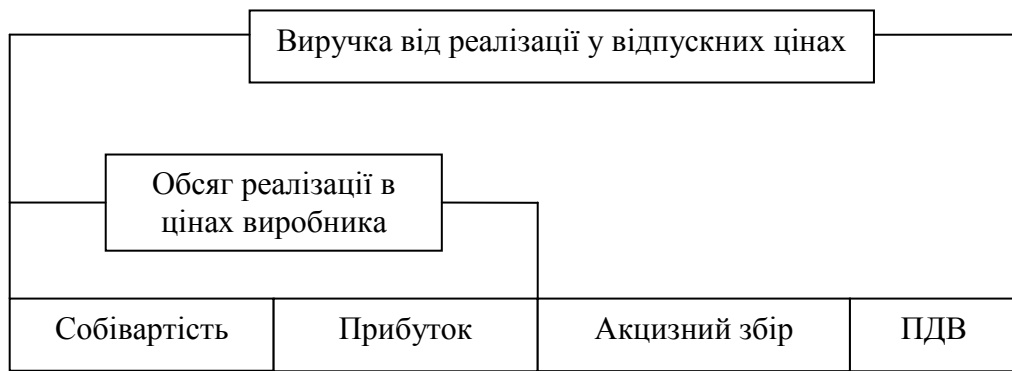 Виручка від реалізації у відпускних цінах
Обсяг реалізації в
цінах виробника
Собівартість
Прибуток
Акцизний збір
ПДВ